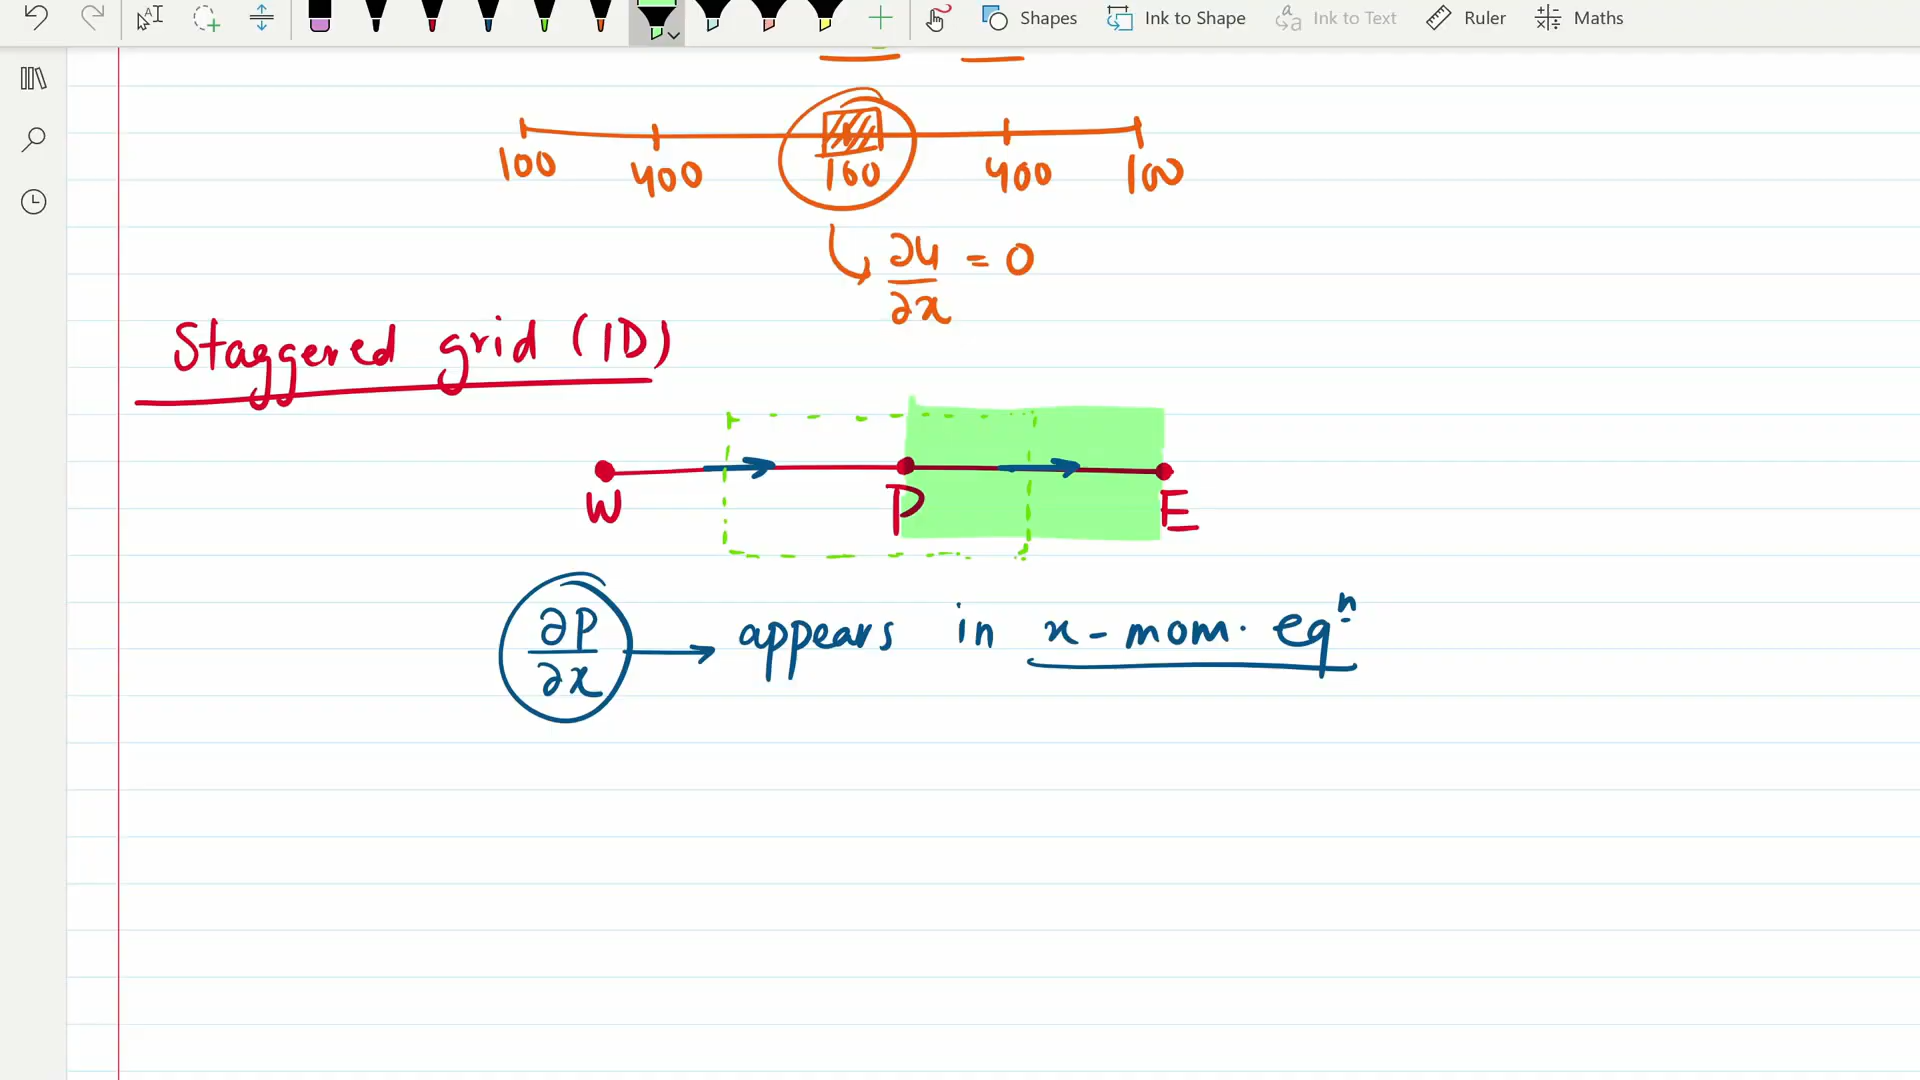 Shapes Ink to Shape Ink to Text Ruler Maths
100 400 160 400 100
∂u/∂x = 0
Staggered grid (1D)
W P E
∂P/∂x → appears in x-mom. eqⁿ.